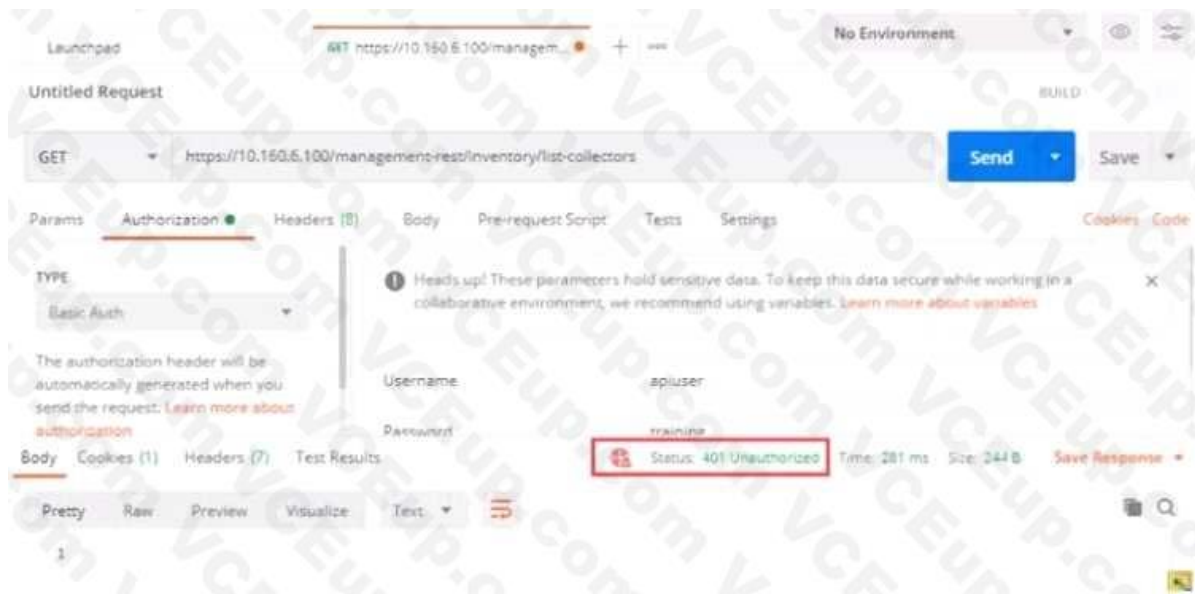 Launchpad
GET https://10.160.6.100/managem...
No Environment
Untitled Request
BUILD
GET https://10.160.6.100/management-rest/inventory/list-collectors
Send
Save
Params Authorization Headers (8) Body Pre-request Script Tests Settings Cookies Code
TYPE
Basic Auth
The authorization header will be
automatically generated when you
send the request. Learn more about
authorization
Heads up! These parameters hold sensitive data. To keep this data secure while working in a
collaborative environment, we recommend using variables. Learn more about variables
Username apiuser
Password training
Body Cookies (1) Headers (7) Test Results Status: 401 Unauthorized Time: 281 ms Size: 244 B Save Response
Pretty Raw Preview Visualize Text
1
VCEup.com